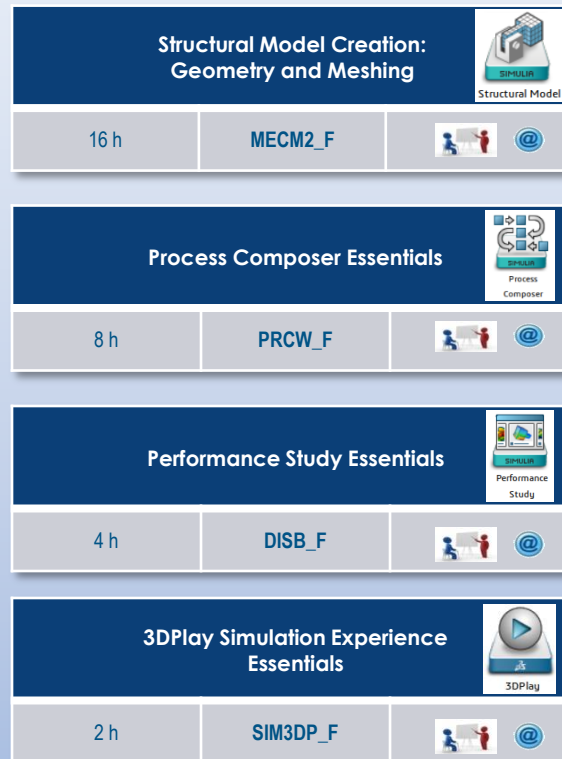 Structural Model Creation:
Geometry and Meshing
SIMULIA
Structural Model
16 h
MECM2_F
@
Process Composer Essentials
SIMULIA
Process
Composer
8 h
PRCW_F
@
Performance Study Essentials
SIMULIA
Performance
Study
4 h
DISB_F
@
3DPlay Simulation Experience
Essentials
3DPlay
2 h
SIM3DP_F
@